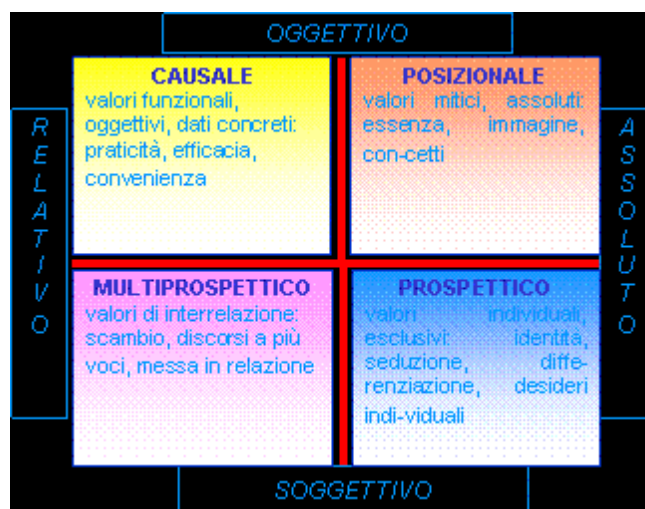 OGGETTIVO
RELATIVO
CAUSALE
valori funzionali,
oggettivi, dati concreti:
praticità, efficacia,
convenienza
POSIZIONALE
valori mitici, assoluti:
essenza, immagine,
con-cetti
ASSOLUTO
MULTIPROSPETTICO
valori di interrelazione:
scambio, discorsi a più
voci, messa in relazione
PROSPETTICO
valori individuali,
esclusivi: identità,
seduzione, diffe-
renziazione, desideri
indi-viduali
SOGGETTIVO